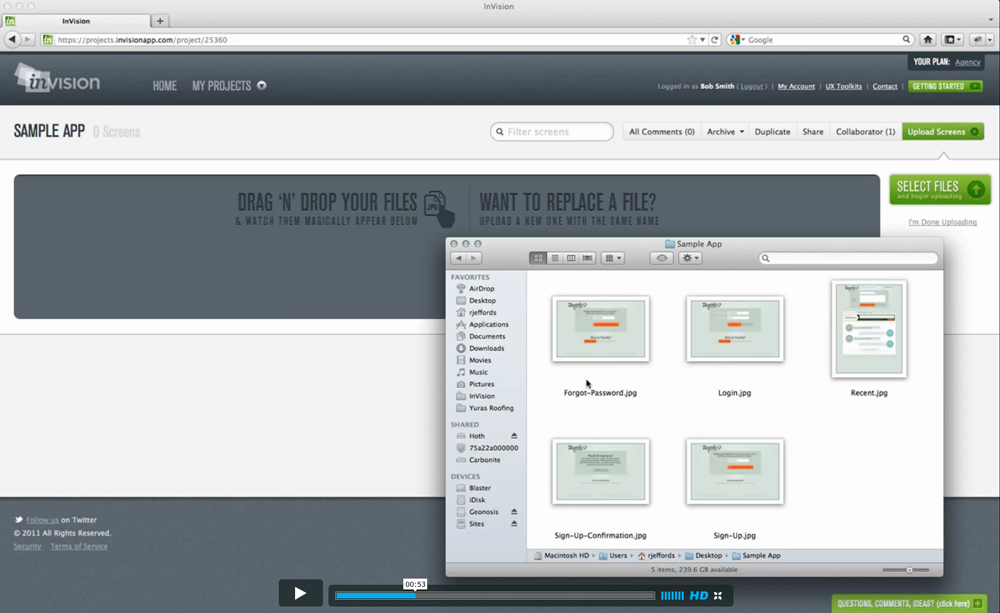 InVision
InVision
https://projects.invisionapp.com/project/25360
Google
YOUR PLAN: Agency
inVISION
HOME MY PROJECTS
Logged in as Bob Smith ( Logout ) | My Account | UX Toolkits | Contact | GETTING STARTED
SAMPLE APP 0 Screens
Filter screens
All Comments (0) Archive Duplicate Share Collaborator (1) Upload Screens
DRAG 'N' DROP YOUR FILES
& WATCH THEM MAGICALLY APPEAR BELOW
JPG
WANT TO REPLACE A FILE?
UPLOAD A NEW ONE WITH THE SAME NAME
SELECT FILES
and begin uploading
I'm Done Uploading
Sample App
FAVORITES
AirDrop
Desktop
rjeffords
Applications
Documents
Downloads
Movies
Music
Pictures
InVision
Yuras Roofing
SHARED
Hoth
75a22a000000
Carbonite
DEVICES
Blaster
iDisk
Geonosis
Sites
Forgot-Password.jpg
Login.jpg
Recent.jpg
Sign-Up-Confirmation.jpg
Sign-Up.jpg
Macintosh HD Users rjeffords Desktop Sample App
5 items, 239.6 GB available
Follow us on Twitter
© 2011 All Rights Reserved.
Security Terms of Service
00:53
HD
QUESTIONS, COMMENTS, IDEAS? (click here)